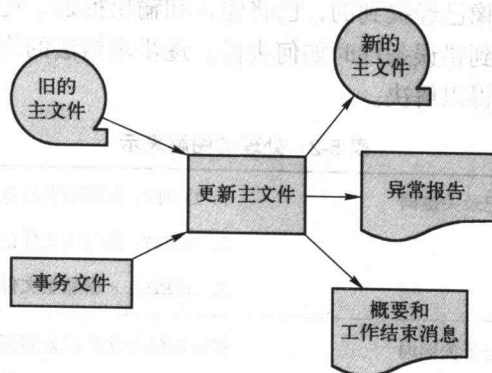 旧的
主文件
新的
主文件
更新主文件
异常报告
事务文件
概要和
工作结束消息